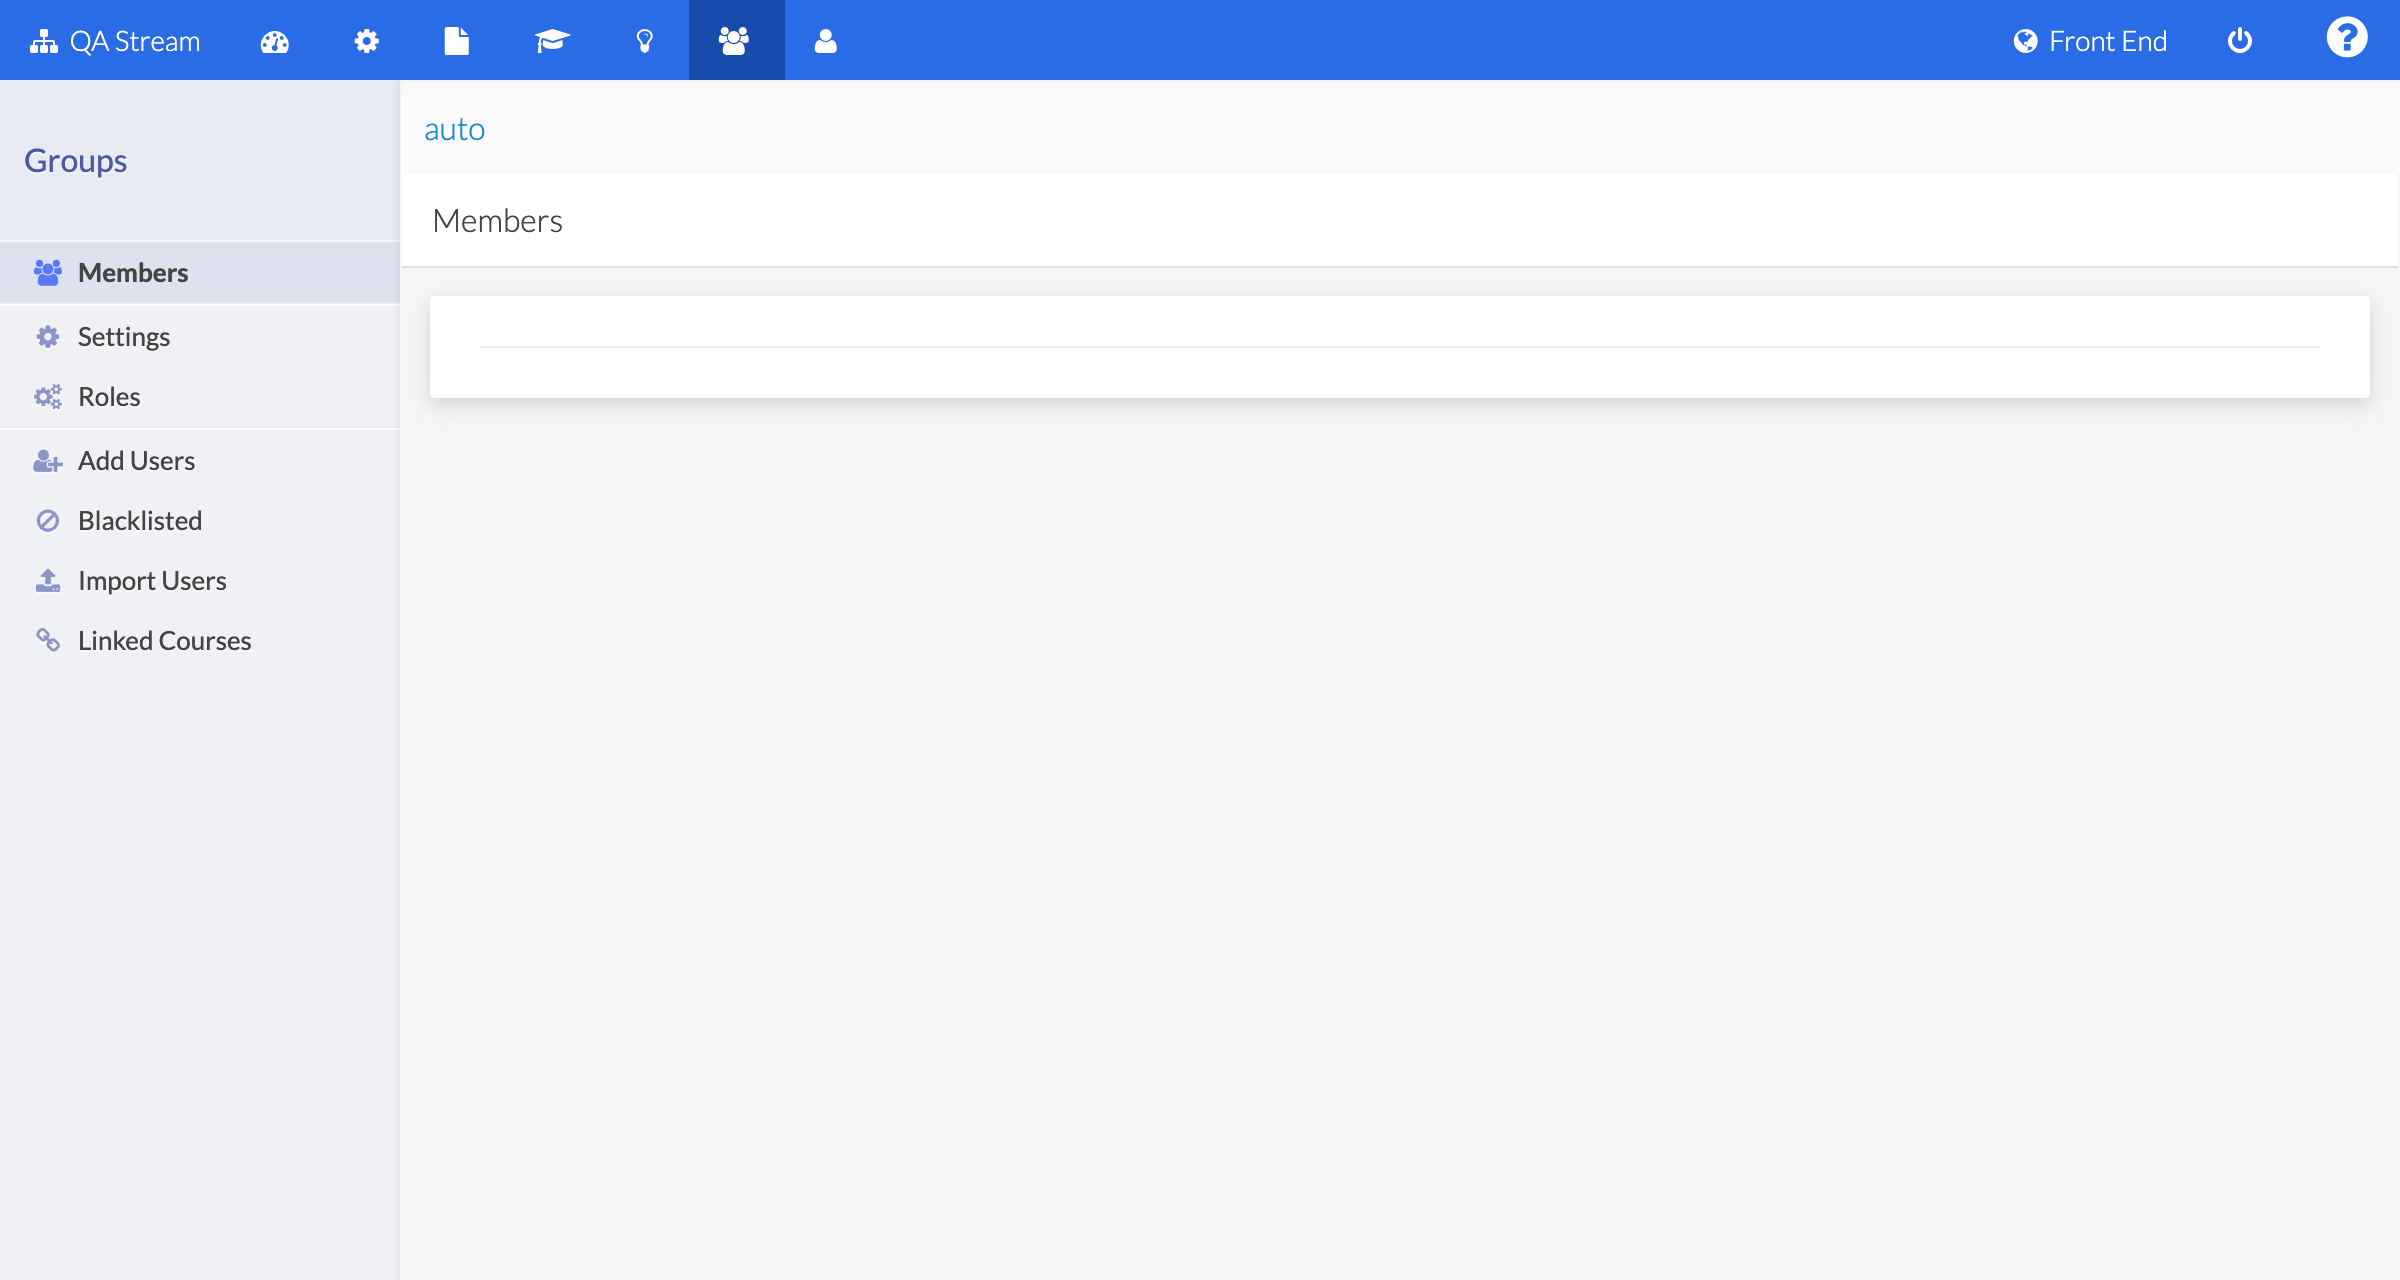 QA Stream
Front End
Groups
Members
Settings
Roles
Add Users
Blacklisted
Import Users
Linked Courses
auto
Members